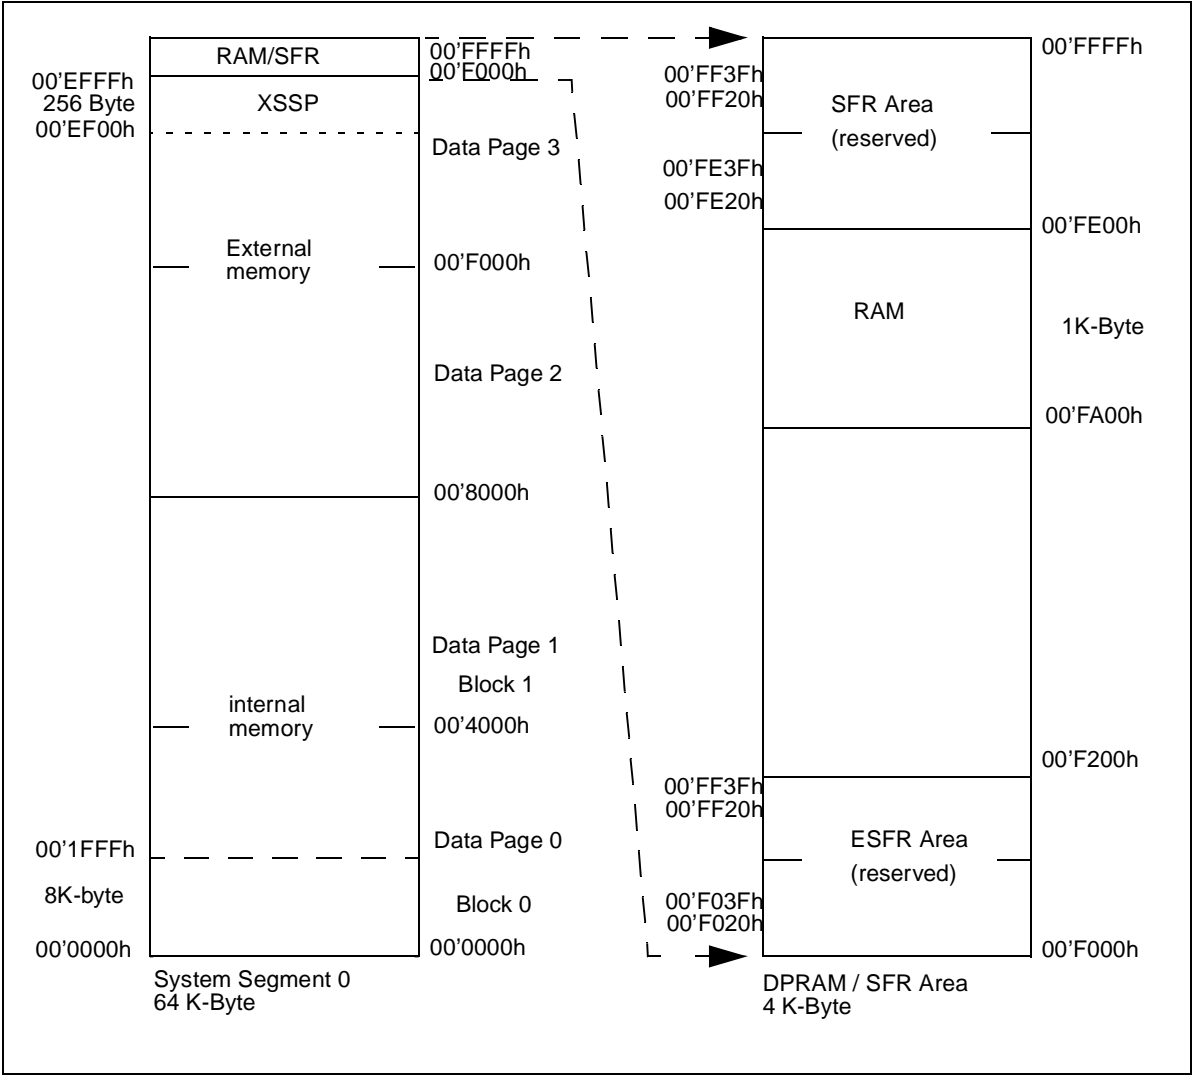 RAM/SFR
00'FFFFh
00'F000h
00'EFFFh
256 Byte
00'EF00h
XSSP
Data Page 3
External
memory
00'F000h
Data Page 2
00'8000h
Data Page 1
Block 1
internal
memory
00'4000h
00'1FFFh
Data Page 0
8K-byte
Block 0
00'0000h
00'0000h
System Segment 0
64 K-Byte
00'FFFFh
00'FF3Fh
00'FF20h
SFR Area
(reserved)
00'FE3Fh
00'FE20h
00'FE00h
RAM
1K-Byte
00'FA00h
00'F200h
00'FF3Fh
00'FF20h
ESFR Area
(reserved)
00'F03Fh
00'F020h
00'F000h
DPRAM / SFR Area
4 K-Byte